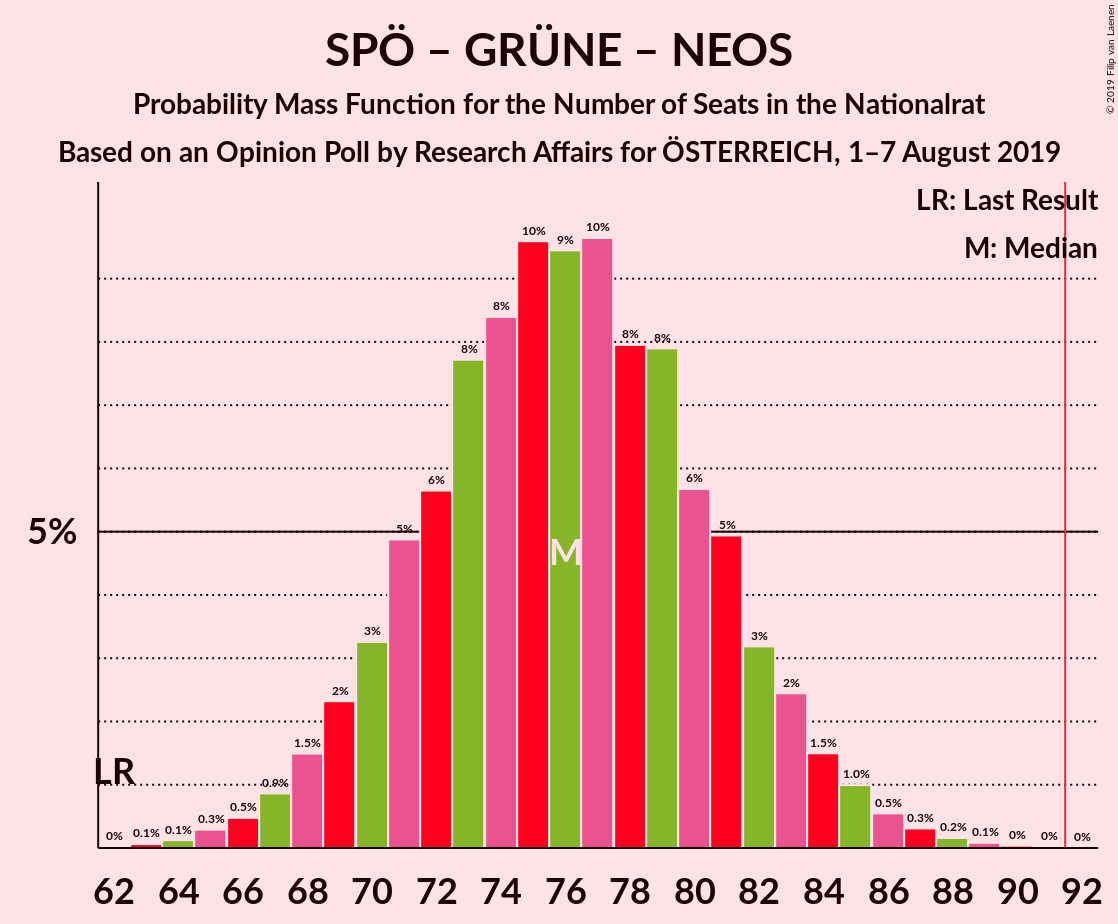 SPÖ – GRÜNE – NEOS
Probability Mass Function for the Number of Seats in the Nationalrat
Based on an Opinion Poll by Research Affairs for ÖSTERREICH, 1–7 August 2019
© 2019 Filip van Laenen
LR: Last Result
M: Median
5%
LR
M
0% 0.1% 0.1% 0.3% 0.5% 0.9% 1.5% 2% 3% 5% 6% 8% 8% 10% 9% 10% 8% 8% 6% 5% 3% 2% 1.5% 1.0% 0.5% 0.3% 0.2% 0.1% 0% 0% 0%
62 64 66 68 70 72 74 76 78 80 82 84 86 88 90 92